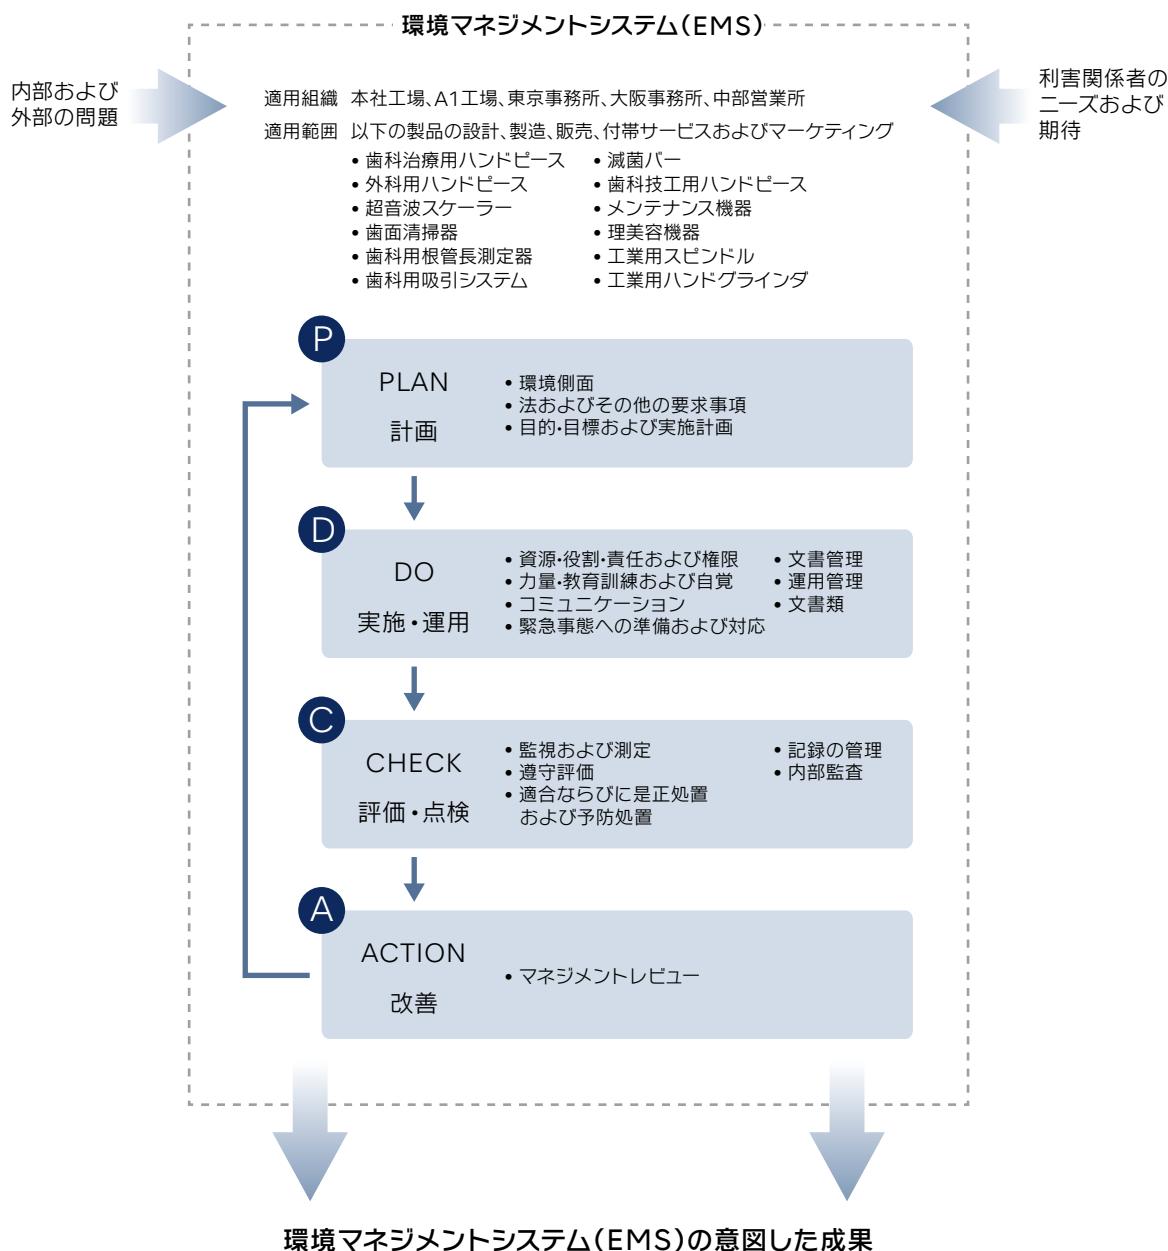 環境マネジメントシステム(EMS)
内部および
外部の問題
利害関係者の
ニーズおよび
期待
適用組織 本社工場、A1工場、東京事務所、大阪事務所、中部営業所
適用範囲 以下の製品の設計、製造、販売、付帯サービスおよびマーケティング
• 歯科治療用ハンドピース
• 外科用ハンドピース
• 超音波スケーラー
• 歯面清掃器
• 歯科用根管長測定器
• 歯科用吸引システム
• 滅菌バー
• 歯科技工用ハンドピース
• メンテナンス機器
• 理美容機器
• 工業用スピンドル
• 工業用ハンドグラインダ
P
PLAN
計画
• 環境側面
• 法およびその他の要求事項
• 目的・目標および実施計画
D
DO
実施・運用
• 資源・役割・責任および権限
• 力量・教育訓練および自覚
• コミュニケーション
• 緊急事態への準備および対応
• 文書管理
• 運用管理
• 文書類
C
CHECK
評価・点検
• 監視および測定
• 遵守評価
• 適合ならびに是正処置
および予防処置
• 記録の管理
• 内部監査
A
ACTION
改善
• マネジメントレビュー
環境マネジメントシステム(EMS)の意図した成果